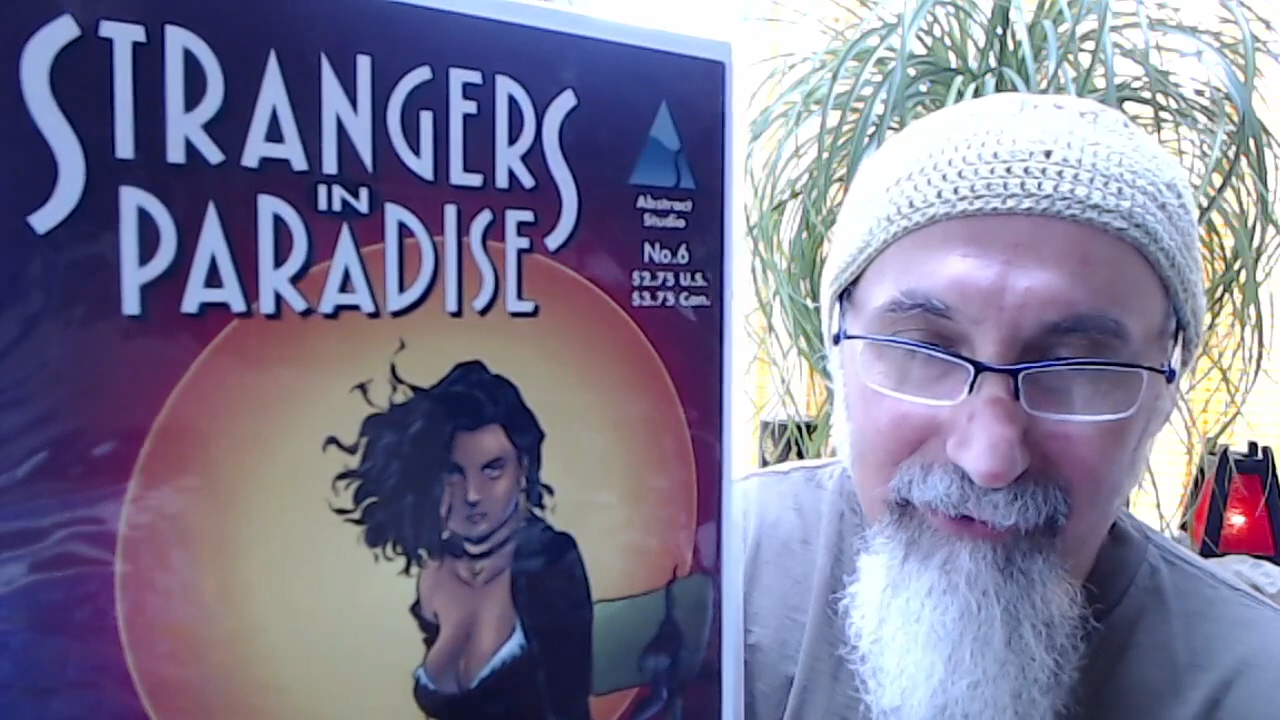 STRANGERS
IN
PARADISE
Abstract
Studio
No.6
$2.75 U.S.
$3.75 Can.